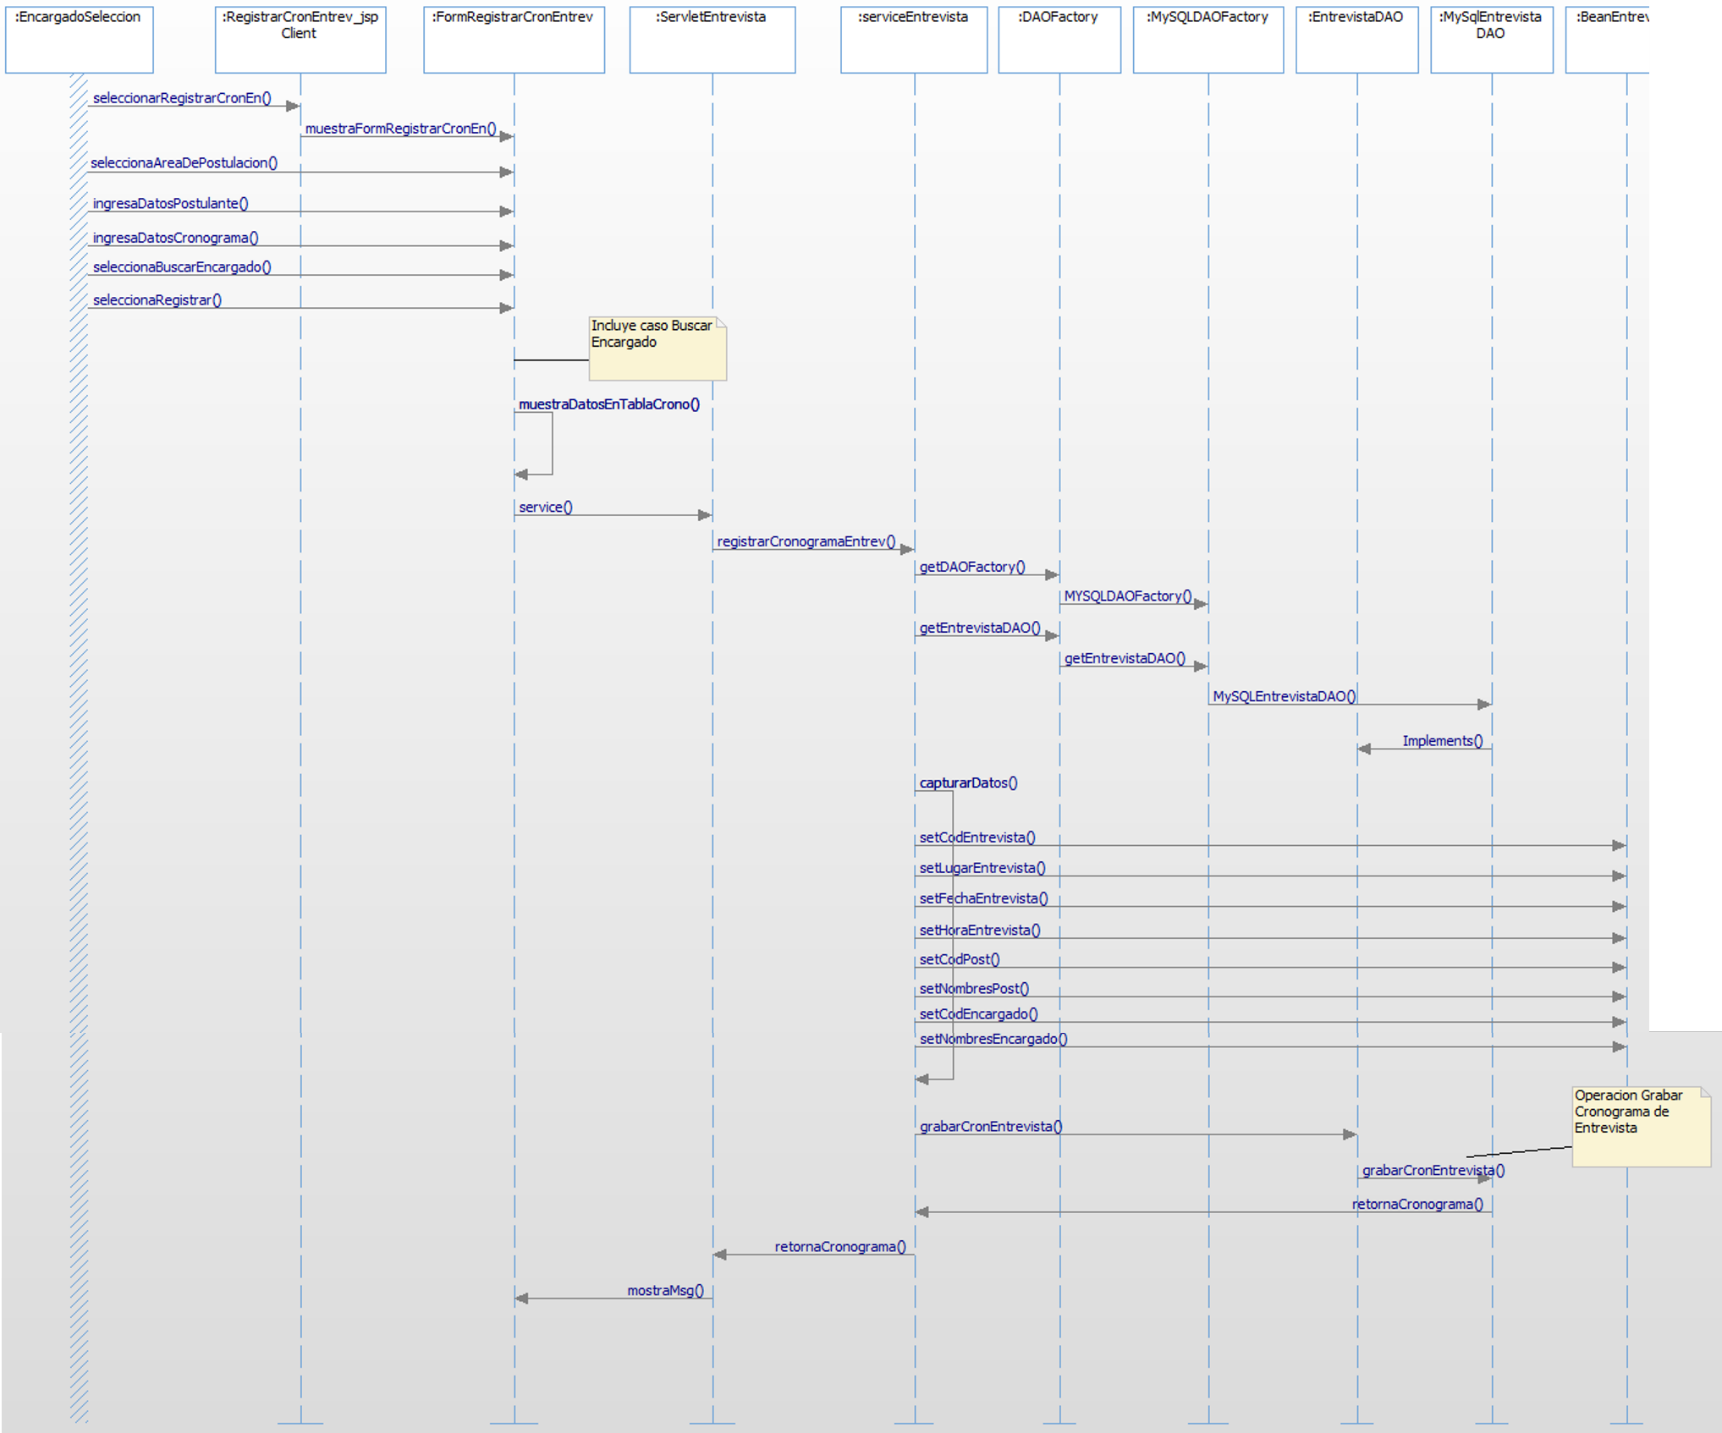 :EncargadoSeleccion
:RegistrarCronEntrev_jsp
Client
:FormRegistrarCronEntrev
:ServletEntrevista
:serviceEntrevista
:DAOFactory
:MySQLDAOFactory
:EntrevistaDAO
:MySqlEntrevista
DAO
:BeanEntrev
seleccionarRegistrarCronEn()
muestraFormRegistrarCronEn()
seleccionaAreaDePostulacion()
ingresaDatosPostulante()
ingresaDatosCronograma()
seleccionaBuscarEncargado()
seleccionaRegistrar()
Incluye caso Buscar
Encargado
muestraDatosEnTablaCrono()
service()
registrarCronogramaEntrev()
getDAOFactory()
MYSQLDAOFactory()
getEntrevistaDAO()
getEntrevistaDAO()
MySQLEntrevistaDAO()
Implements()
capturarDatos()
setCodEntrevista()
setLugarEntrevista()
setFechaEntrevista()
setHoraEntrevista()
setCodPost()
setNombresPost()
setCodEncargado()
setNombresEncargado()
Operacion Grabar
Cronograma de
Entrevista
grabarCronEntrevista()
grabarCronEntrevista()
retornaCronograma()
retornaCronograma()
mostraMsg()